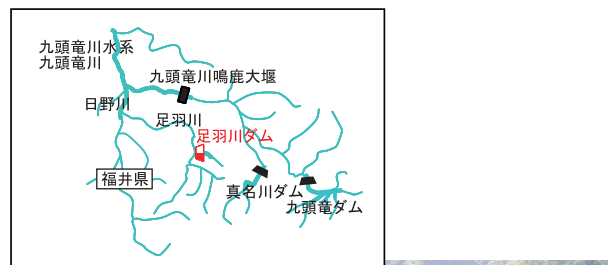 九頭竜川水系
九頭竜川
九頭竜川鳴鹿大堰
日野川
足羽川
足羽川ダム
福井県
真名川ダム
九頭竜ダム